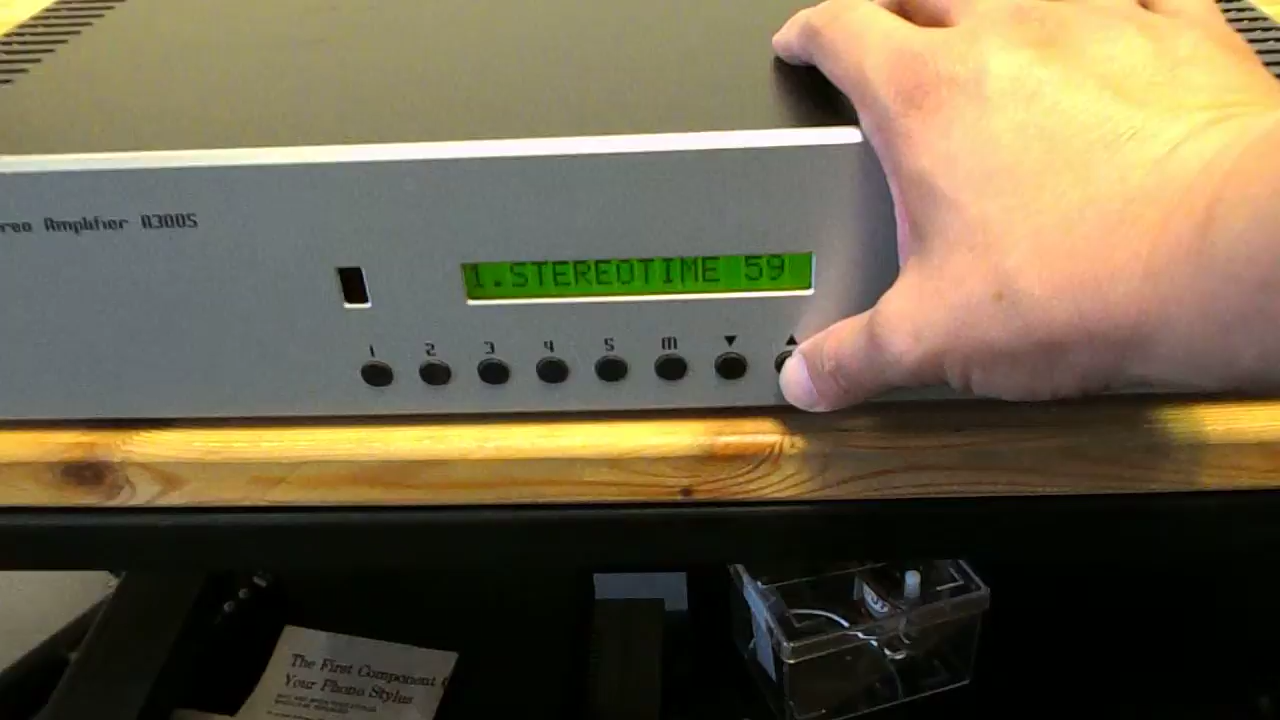 reo Amplifier A300S
1.STEREOTIME 59
1 2 3 4 5 m ▼ ▲
The First Component
Your Phono Stylus